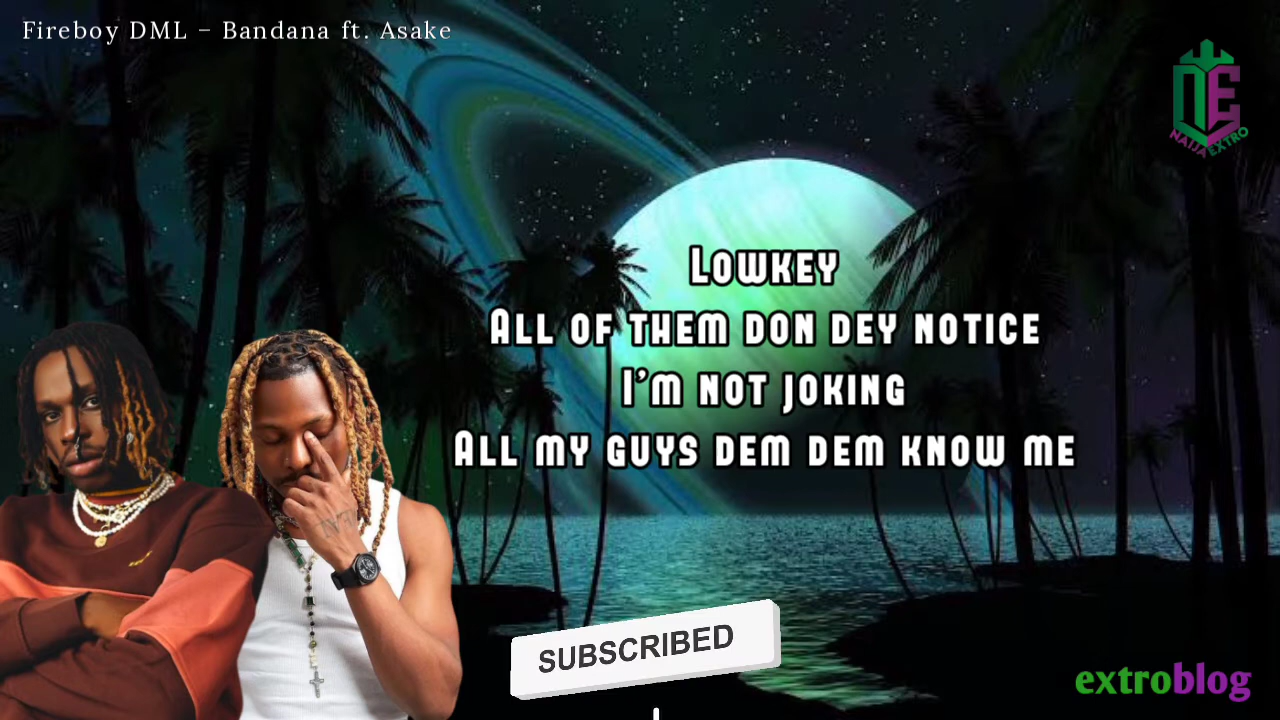 Fireboy DML – Bandana ft. Asake
NAIJA EXTRO
Lowkey
All of them don dey notice
I'm not joking
All my guys dem dem know me
SUBSCRIBED
extroblog